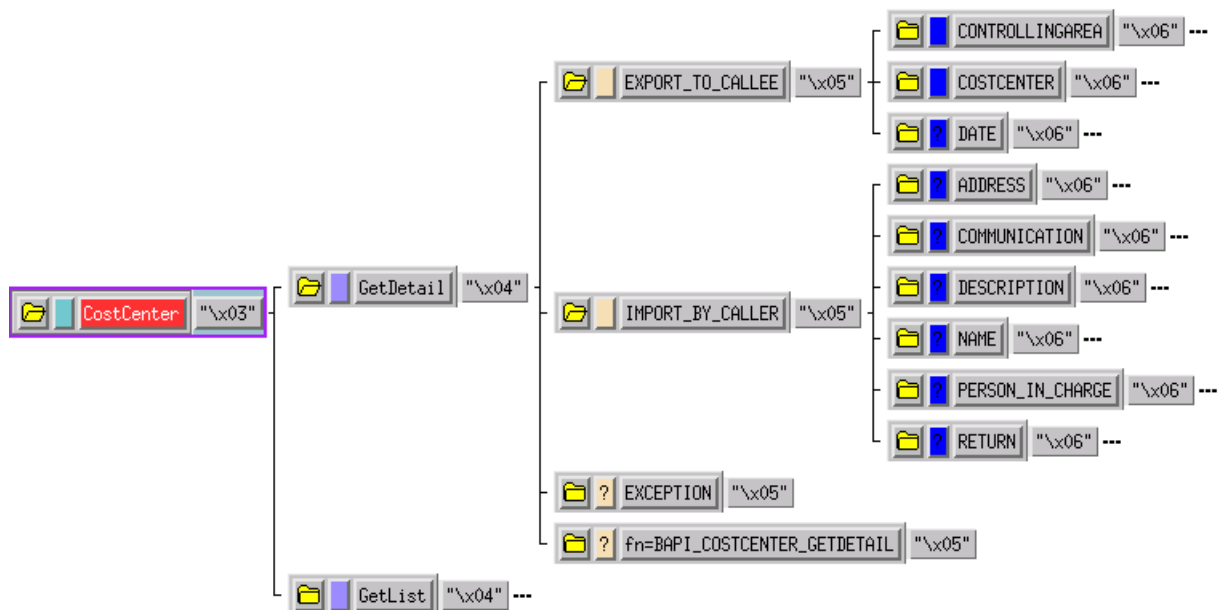 CONTROLLINGAREA "\x06" ---
EXPORT_TO_CALLEE "\x05"
COSTCENTER "\x06" ---
? DATE "\x06" ---
? ADDRESS "\x06" ---
? COMMUNICATION "\x06" ---
GetDetail "\x04"
? DESCRIPTION "\x06" ---
CostCenter "\x03"
IMPORT_BY_CALLER "\x05"
? NAME "\x06" ---
? PERSON_IN_CHARGE "\x06" ---
? RETURN "\x06" ---
? EXCEPTION "\x05"
? fn=BAPI_COSTCENTER_GETDETAIL "\x05"
GetList "\x04" ---